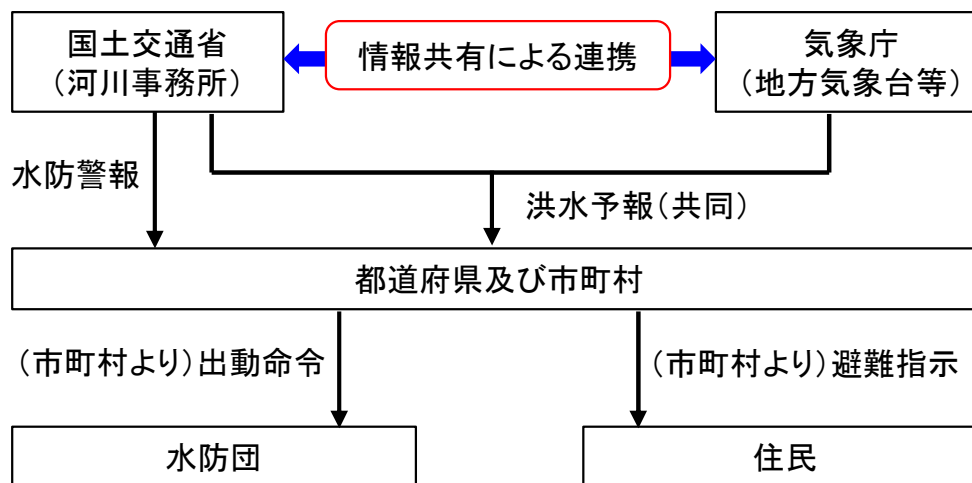 国土交通省
（河川事務所）
情報共有による連携
気象庁
（地方気象台等）
水防警報
洪水予報（共同）
都道府県及び市町村
（市町村より）出動命令
（市町村より）避難指示
水防団
住民